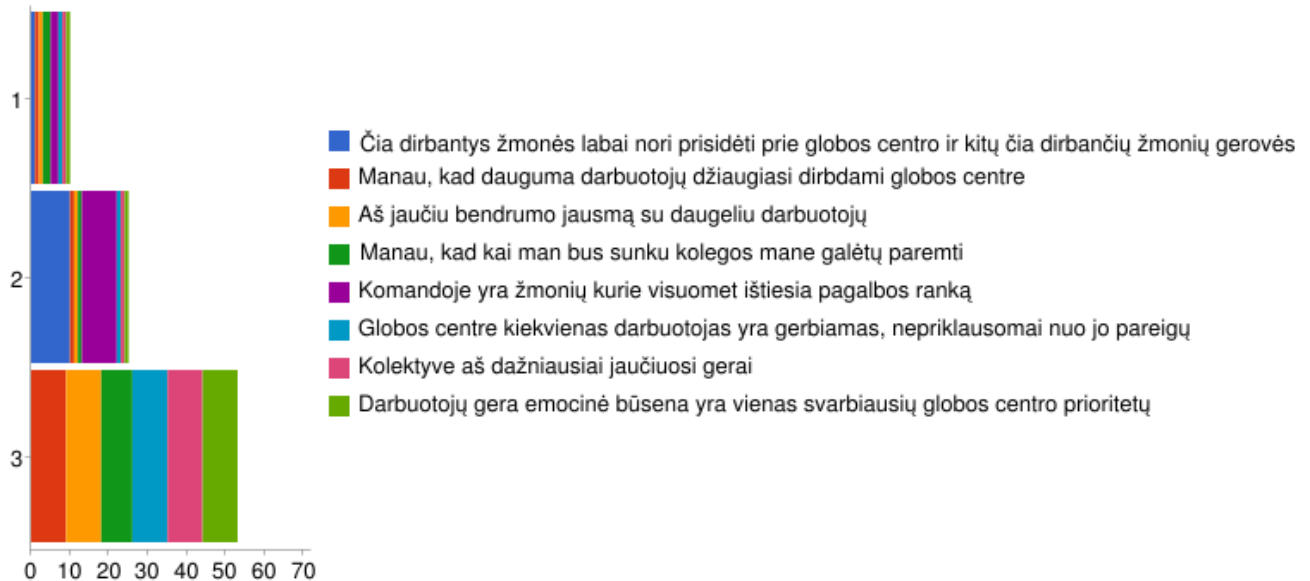 1
Čia dirbantys žmonės labai nori prisidėti prie globos centro ir kitų čia dirbančių žmonių gerovės
Manau, kad dauguma darbuotojų džiaugiasi dirbdami globos centre
Aš jaučiu bendrumo jausmą su daugeliu darbuotojų
Manau, kad kai man bus sunku kolegos mane galėtų paremti
2
Komandoje yra žmonių kurie visuomet ištiesia pagalbos ranką
Globos centre kiekvienas darbuotojas yra gerbiamas, nepriklausomai nuo jo pareigų
Kolektyve aš dažniausiai jaučiuosi gerai
Darbuotojų gera emocinė būsena yra vienas svarbiausių globos centro prioritetų
3
0 10 20 30 40 50 60 70